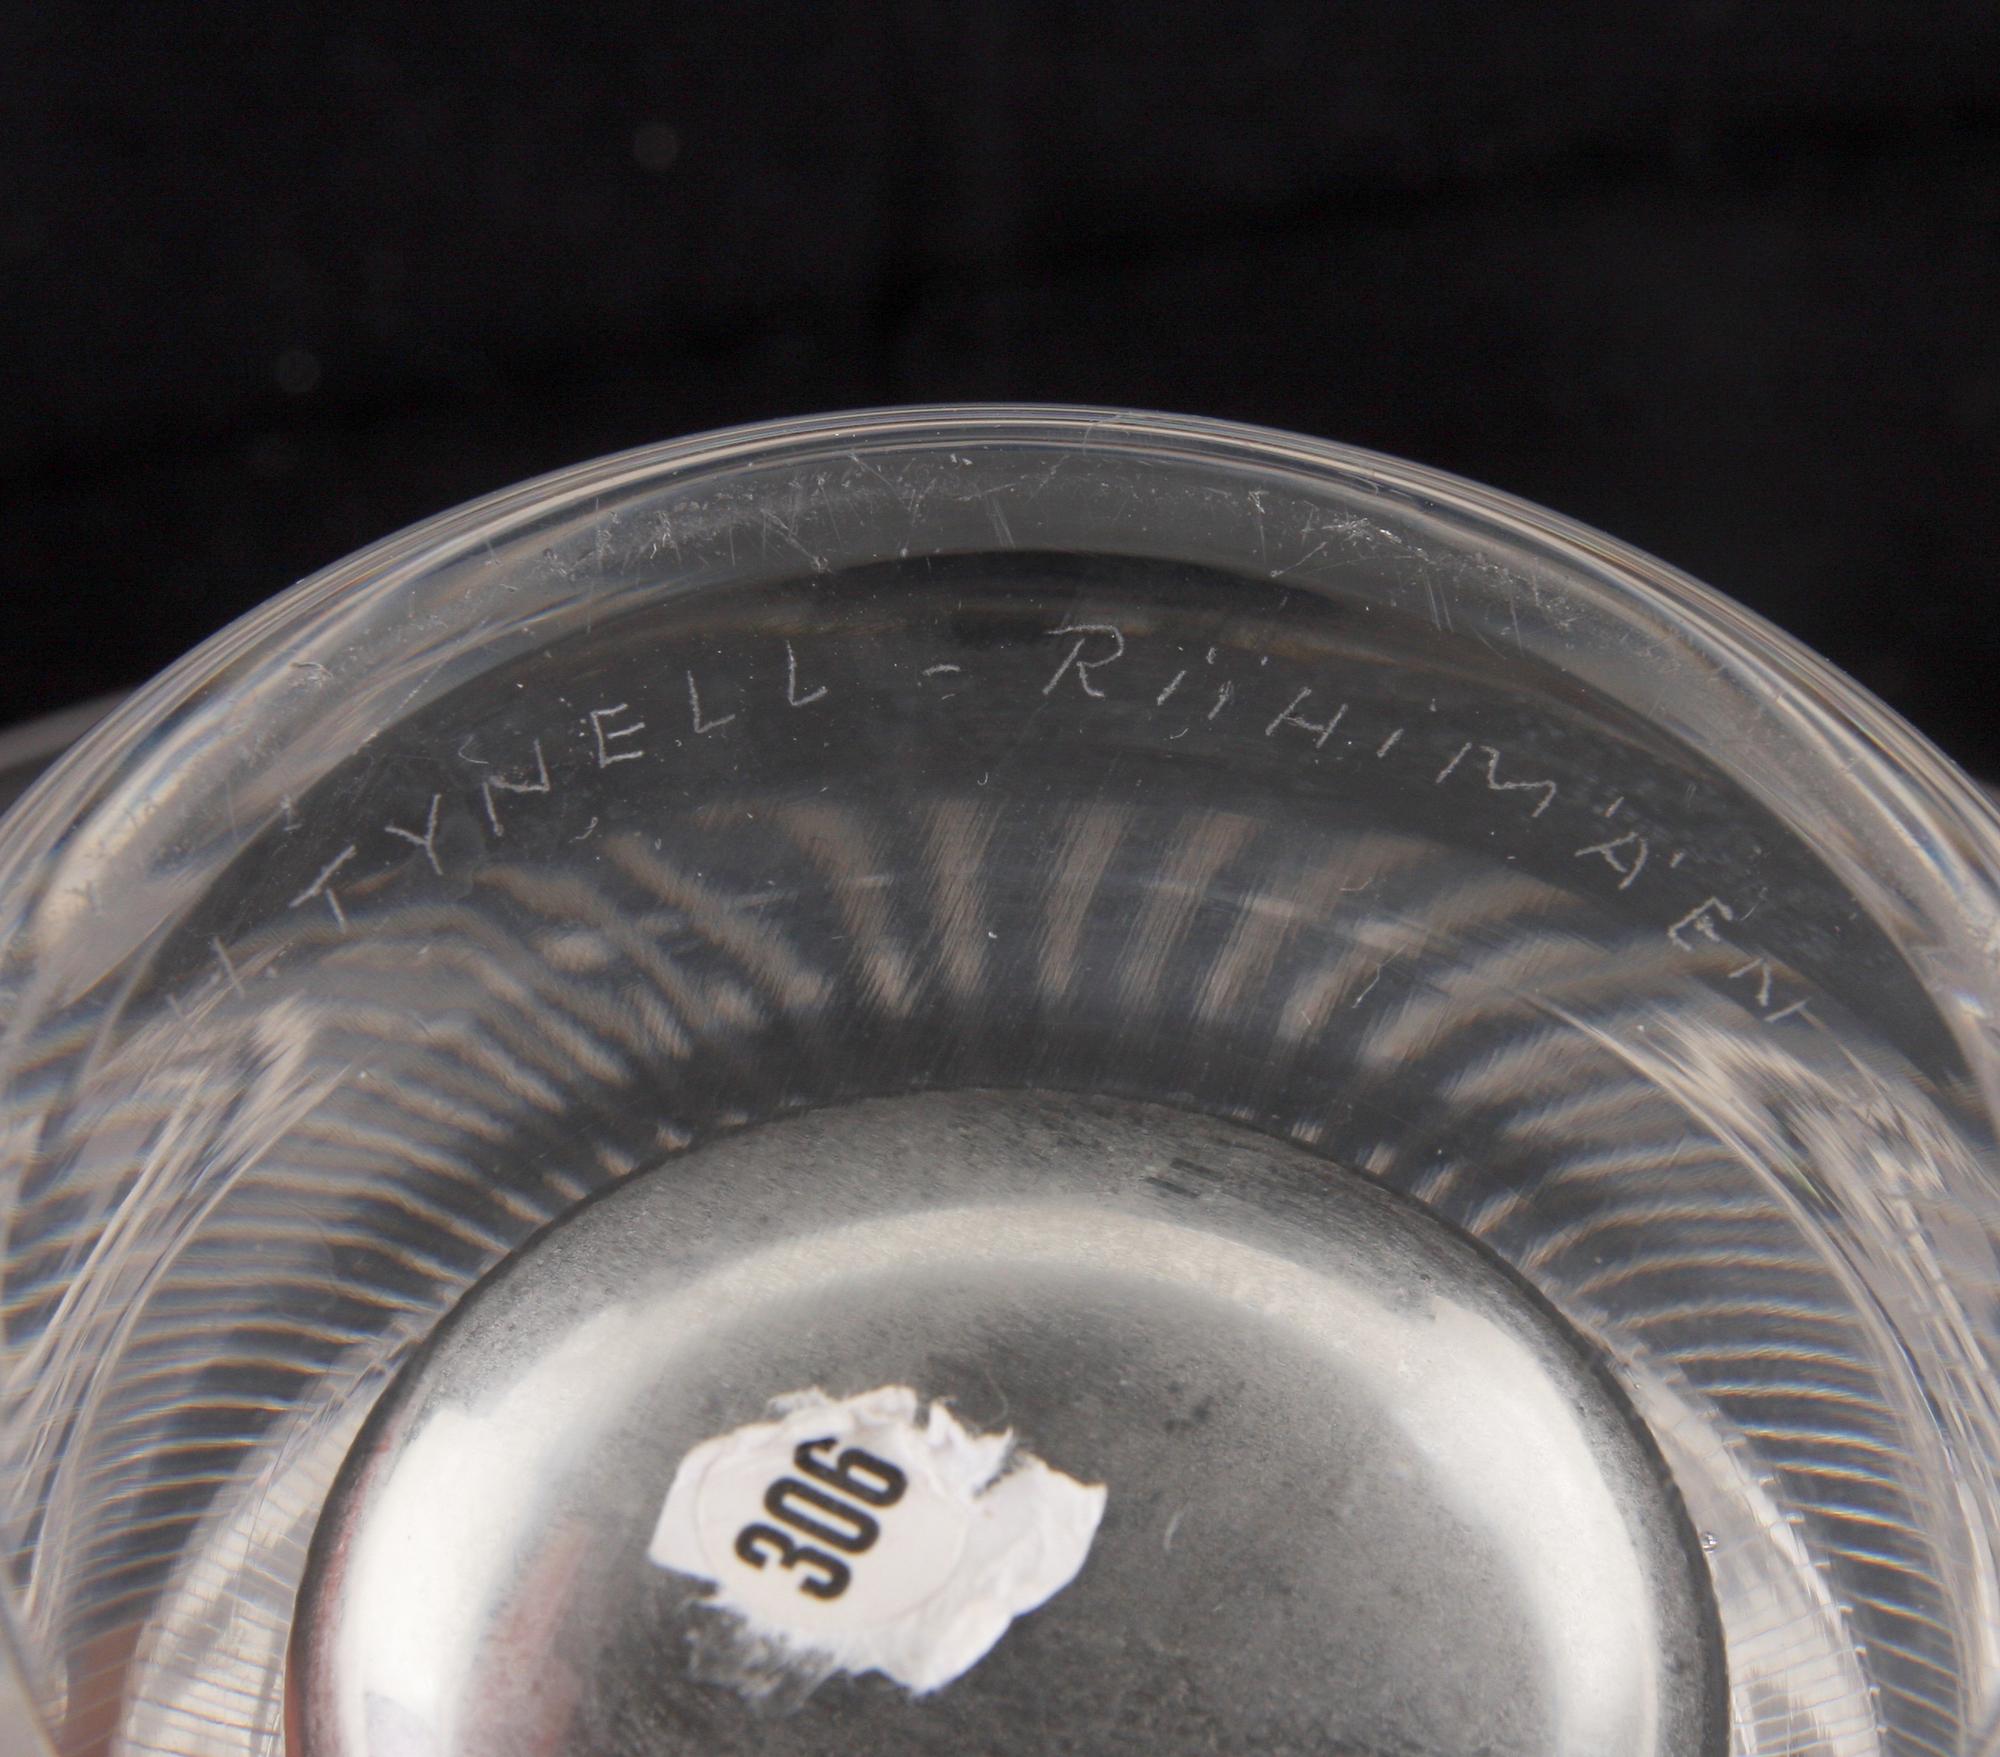 H. TYNELL - RIIHIMÄEN
306